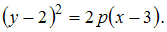 (y − 2)² = 2p(x − 3).